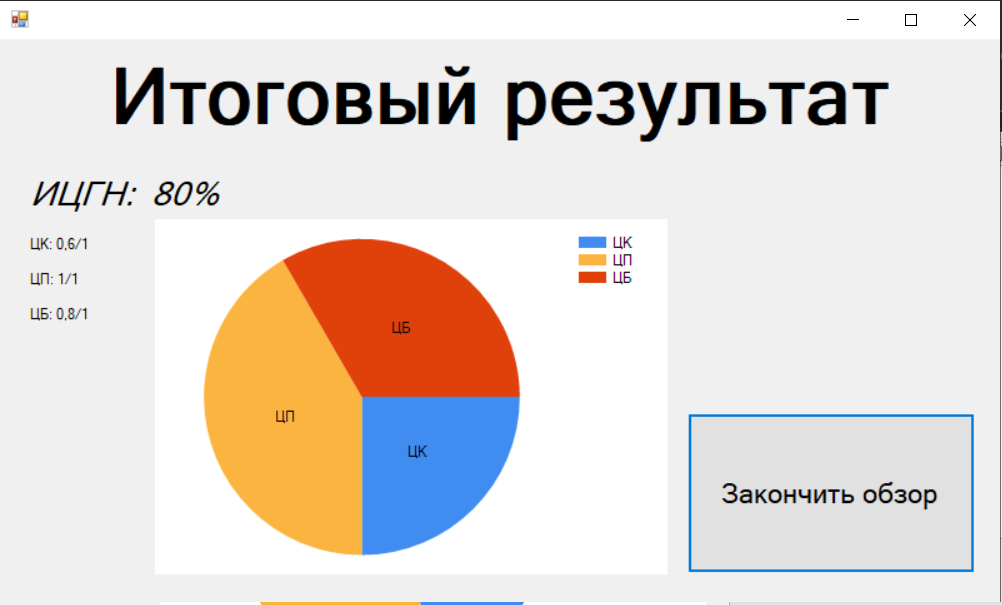 Итоговый результат
ИЦГН: 80%
ЦК: 0,6/1
ЦП: 1/1
ЦБ: 0,8/1
ЦК
ЦП
ЦБ
ЦБ
ЦП
ЦК
Закончить обзор